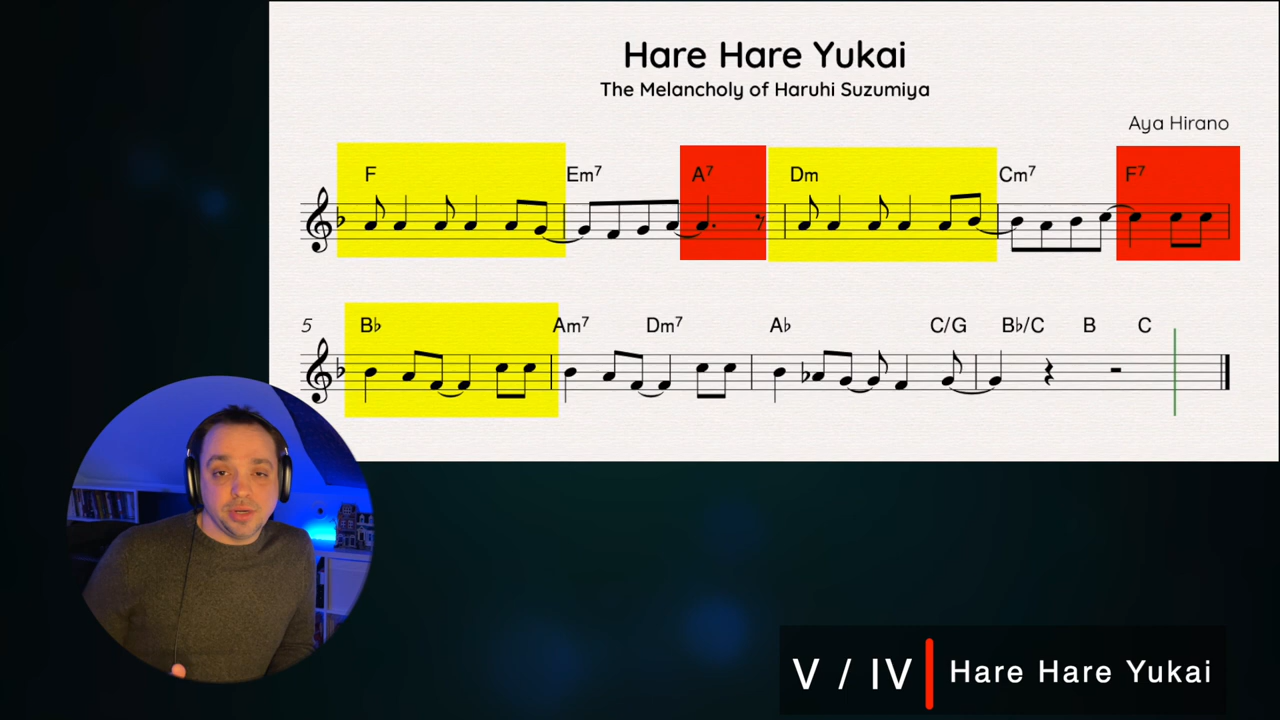 Hare Hare Yukai
The Melancholy of Haruhi Suzumiya
Aya Hirano
F Em7 A7 Dm Cm7 F7
5 B♭ Am7 Dm7 A♭ C/G B♭/C B C
V / IV Hare Hare Yukai